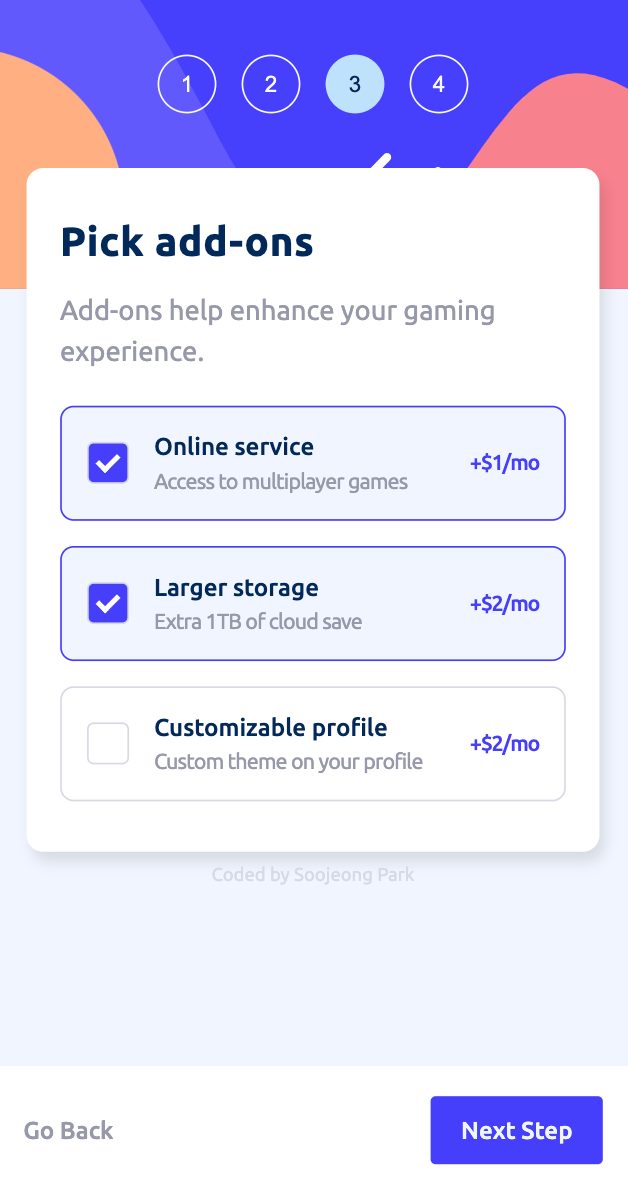 1 2 3 4
Pick add-ons
Add-ons help enhance your gaming
experience.
Online service
Access to multiplayer games
+$1/mo
Larger storage
Extra 1TB of cloud save
+$2/mo
Customizable profile
Custom theme on your profile
+$2/mo
Coded by Soojeong Park
Go Back
Next Step